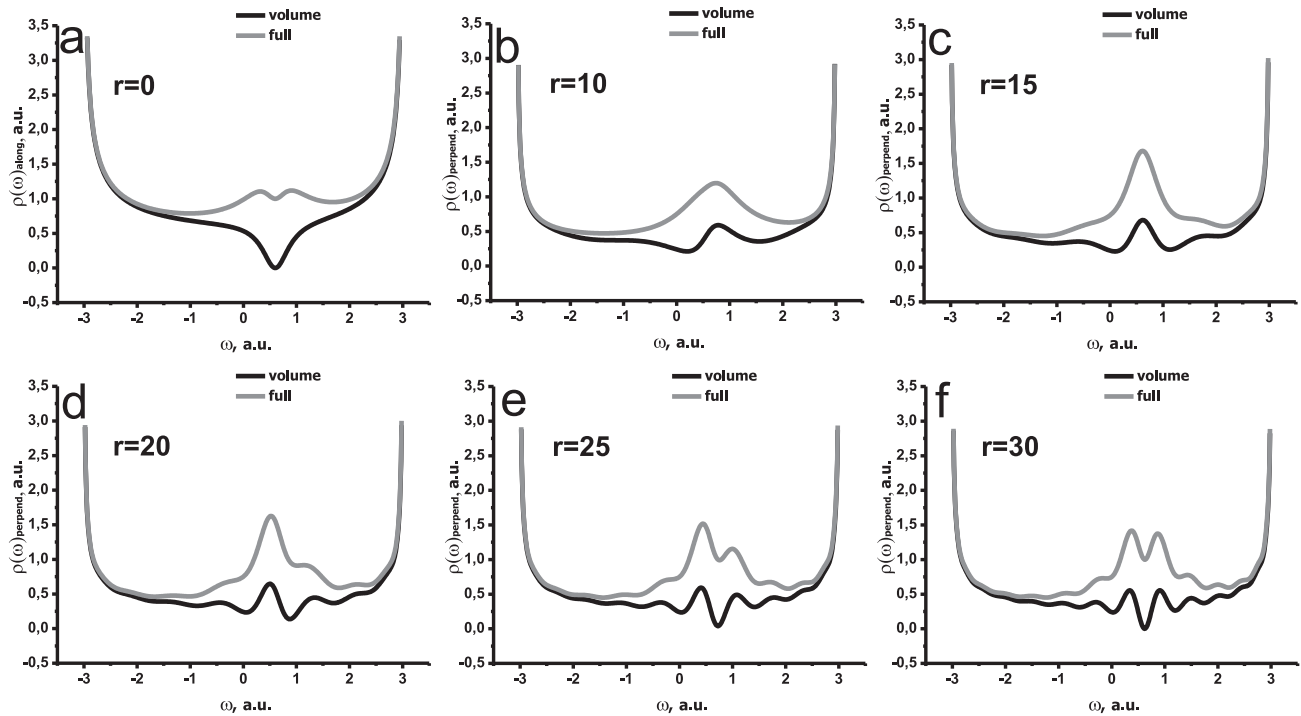 volume
full
a
r=0
3,5
3,0
2,5
2,0
1,5
1,0
0,5
0,0
-0,5
ρ(ω)along, a.u.
-3 -2 -1 0 1 2 3
ω, a.u.
volume
full
b
r=10
3,5
3,0
2,5
2,0
1,5
1,0
0,5
0,0
-0,5
ρ(ω)perpend, a.u.
-3 -2 -1 0 1 2 3
ω, a.u.
volume
full
c
r=15
3,5
3,0
2,5
2,0
1,5
1,0
0,5
0,0
-0,5
ρ(ω)perpend, a.u.
-3 -2 -1 0 1 2 3
ω, a.u.
volume
full
d
r=20
3,5
3,0
2,5
2,0
1,5
1,0
0,5
0,0
-0,5
ρ(ω)perpend, a.u.
-3 -2 -1 0 1 2 3
ω, a.u.
volume
full
e
r=25
3,5
3,0
2,5
2,0
1,5
1,0
0,5
0,0
-0,5
ρ(ω)perpend, a.u.
-3 -2 -1 0 1 2 3
ω, a.u.
volume
full
f
r=30
3,5
3,0
2,5
2,0
1,5
1,0
0,5
0,0
-0,5
ρ(ω)perpend, a.u.
-3 -2 -1 0 1 2 3
ω, a.u.